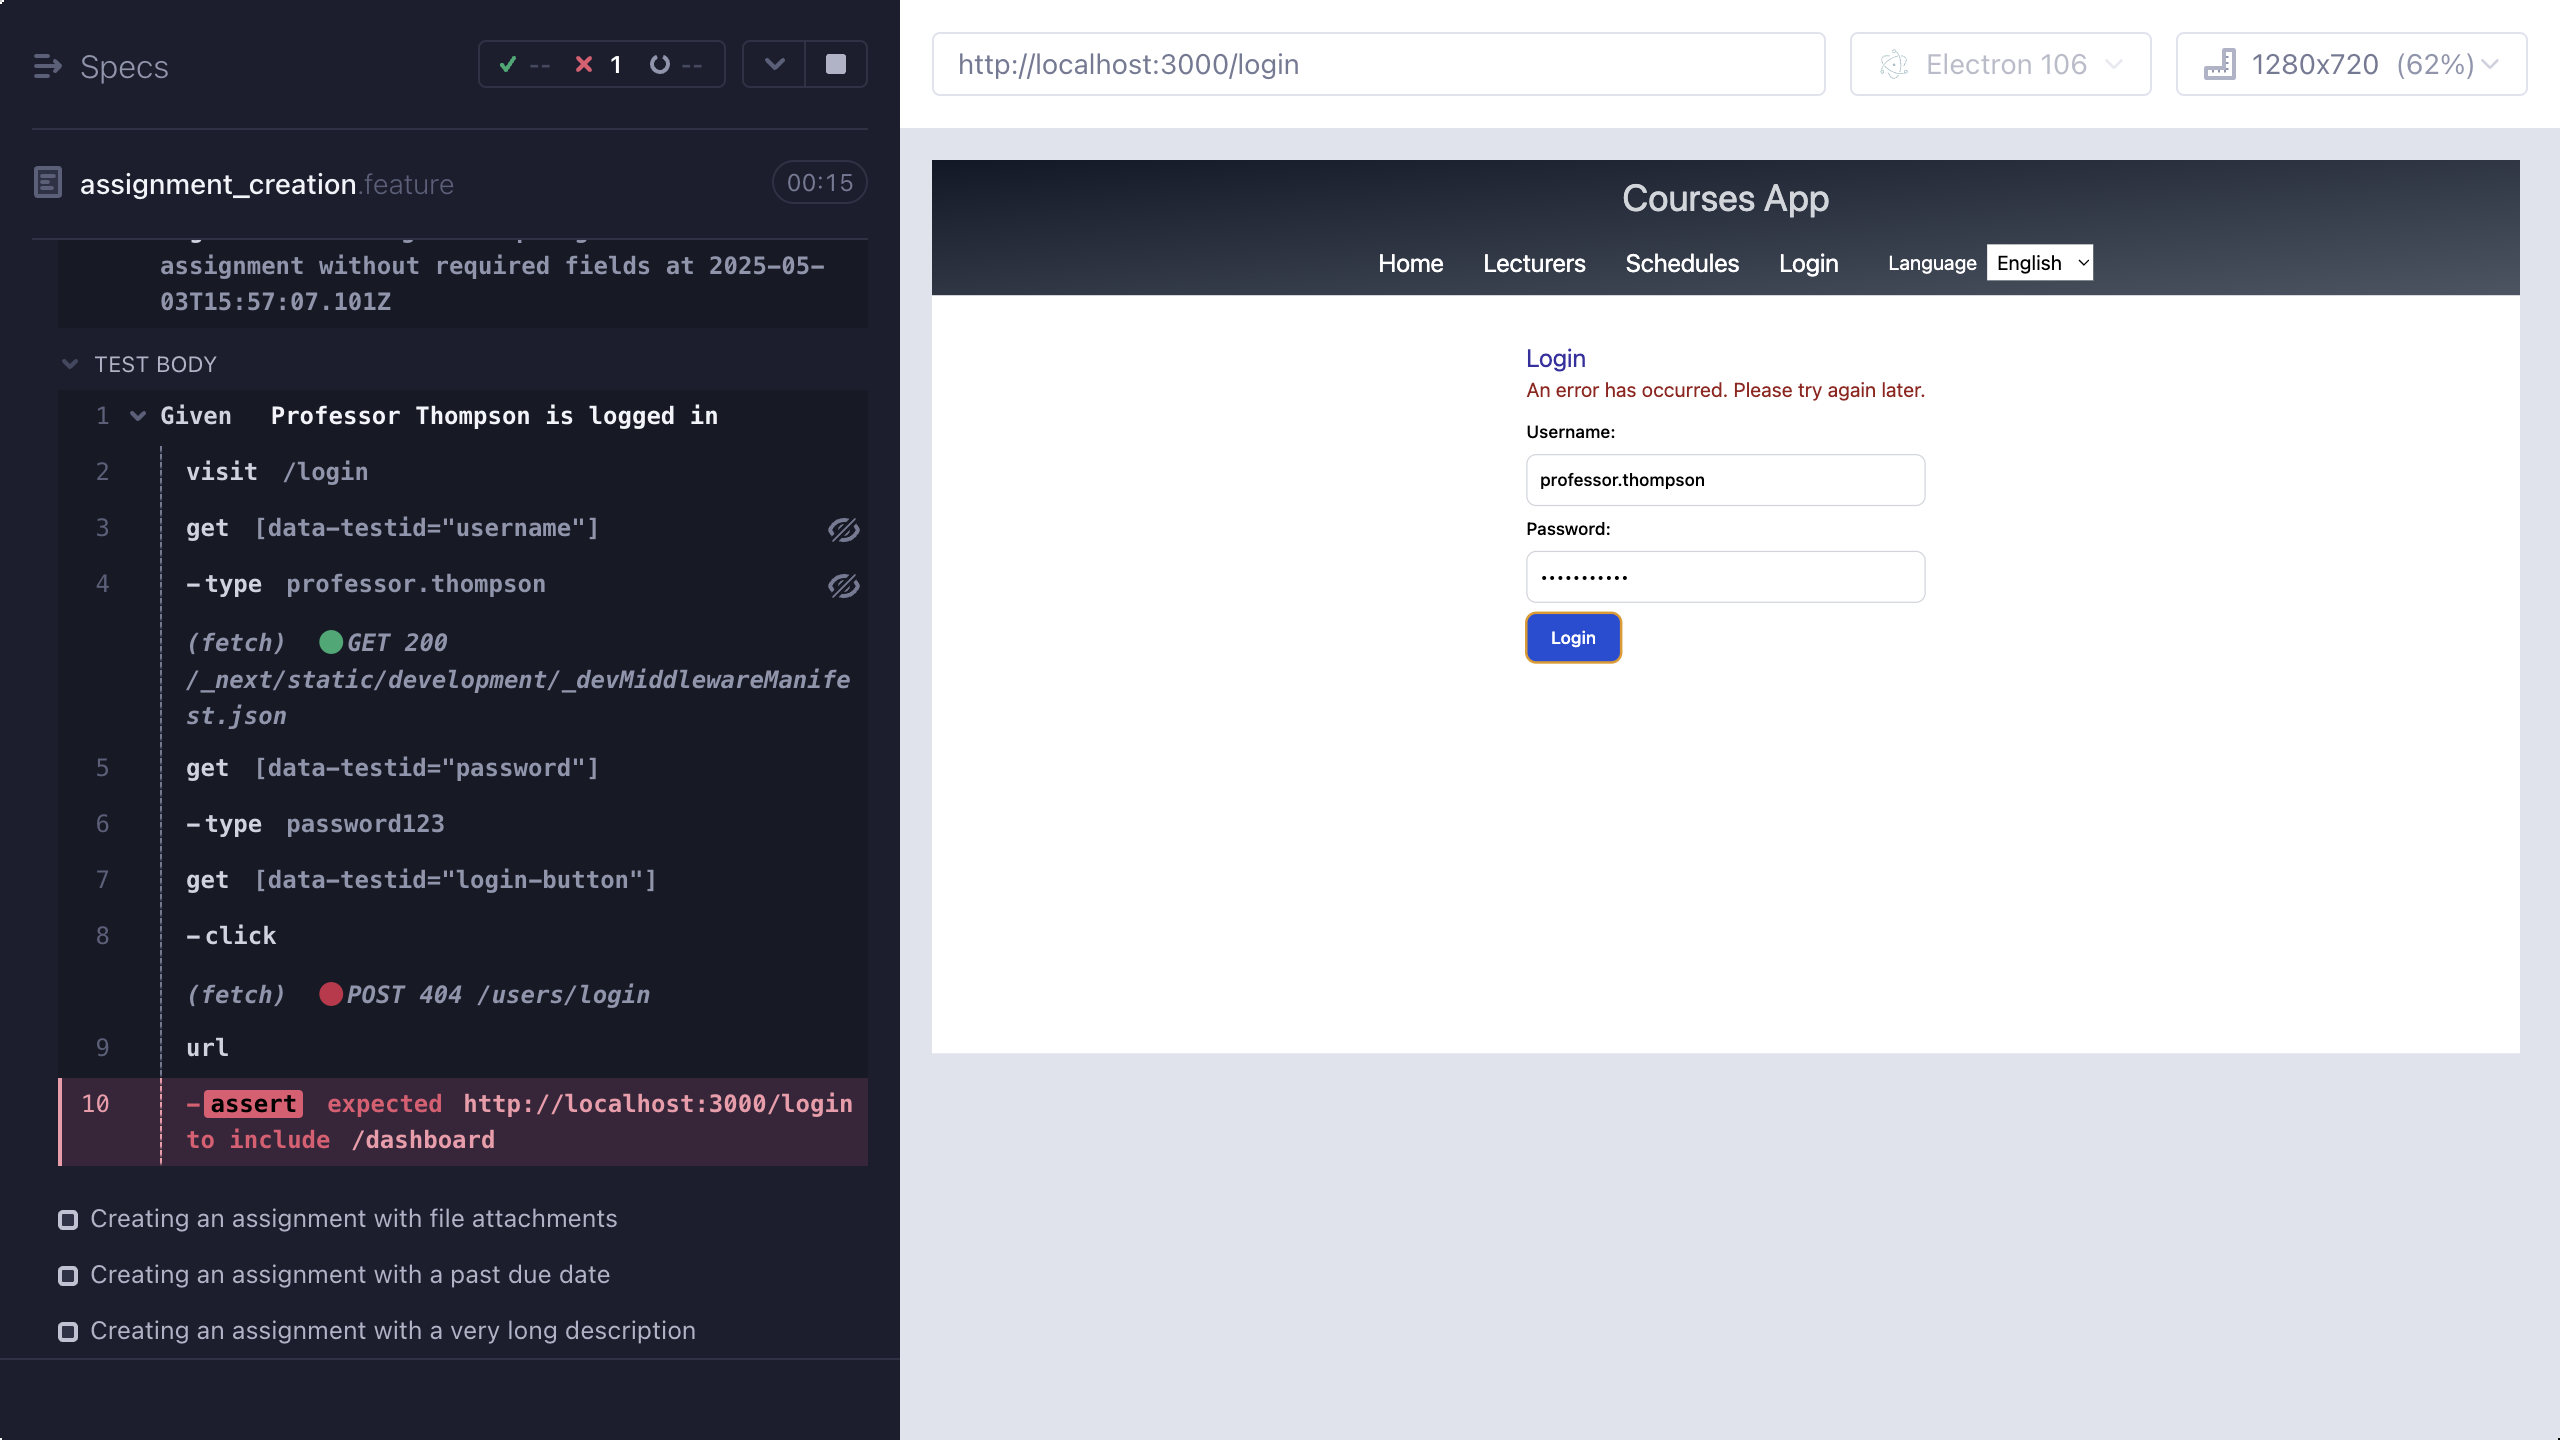 Specs
-- 1 --
assignment_creation.feature 00:15
assignment without required fields at 2025-05-
03T15:57:07.101Z
TEST BODY
1 Given Professor Thompson is logged in
2 visit /login
3 get [data-testid="username"]
4 -type professor.thompson
(fetch) GET 200
/_next/static/development/_devMiddlewareManife
st.json
5 get [data-testid="password"]
6 -type password123
7 get [data-testid="login-button"]
8 -click
(fetch) POST 404 /users/login
9 url
10 -assert expected http://localhost:3000/login
to include /dashboard
Creating an assignment with file attachments
Creating an assignment with a past due date
Creating an assignment with a very long description
http://localhost:3000/login
Electron 106
1280x720 (62%)
Courses App
Home Lecturers Schedules Login Language English
Login
An error has occurred. Please try again later.
Username:
professor.thompson
Password:
•••••••••••
Login